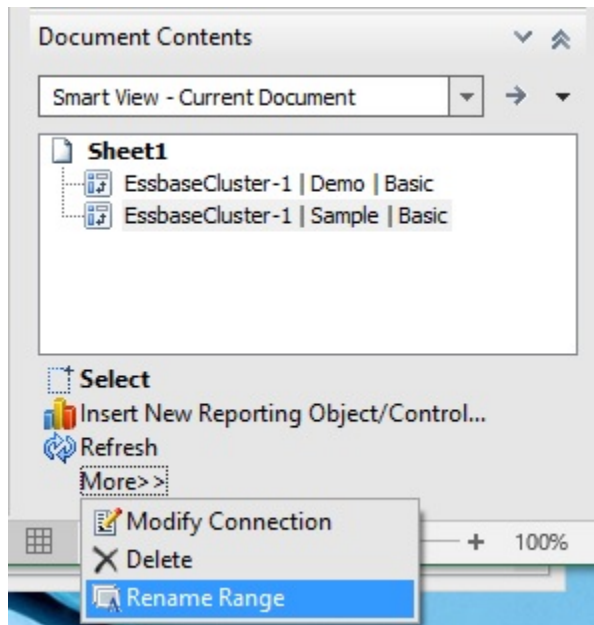 Document Contents
Smart View - Current Document
Sheet1
EssbaseCluster-1 | Demo | Basic
EssbaseCluster-1 | Sample | Basic
Select
Insert New Reporting Object/Control...
Refresh
More>>
Modify Connection
100%
Delete
Rename Range